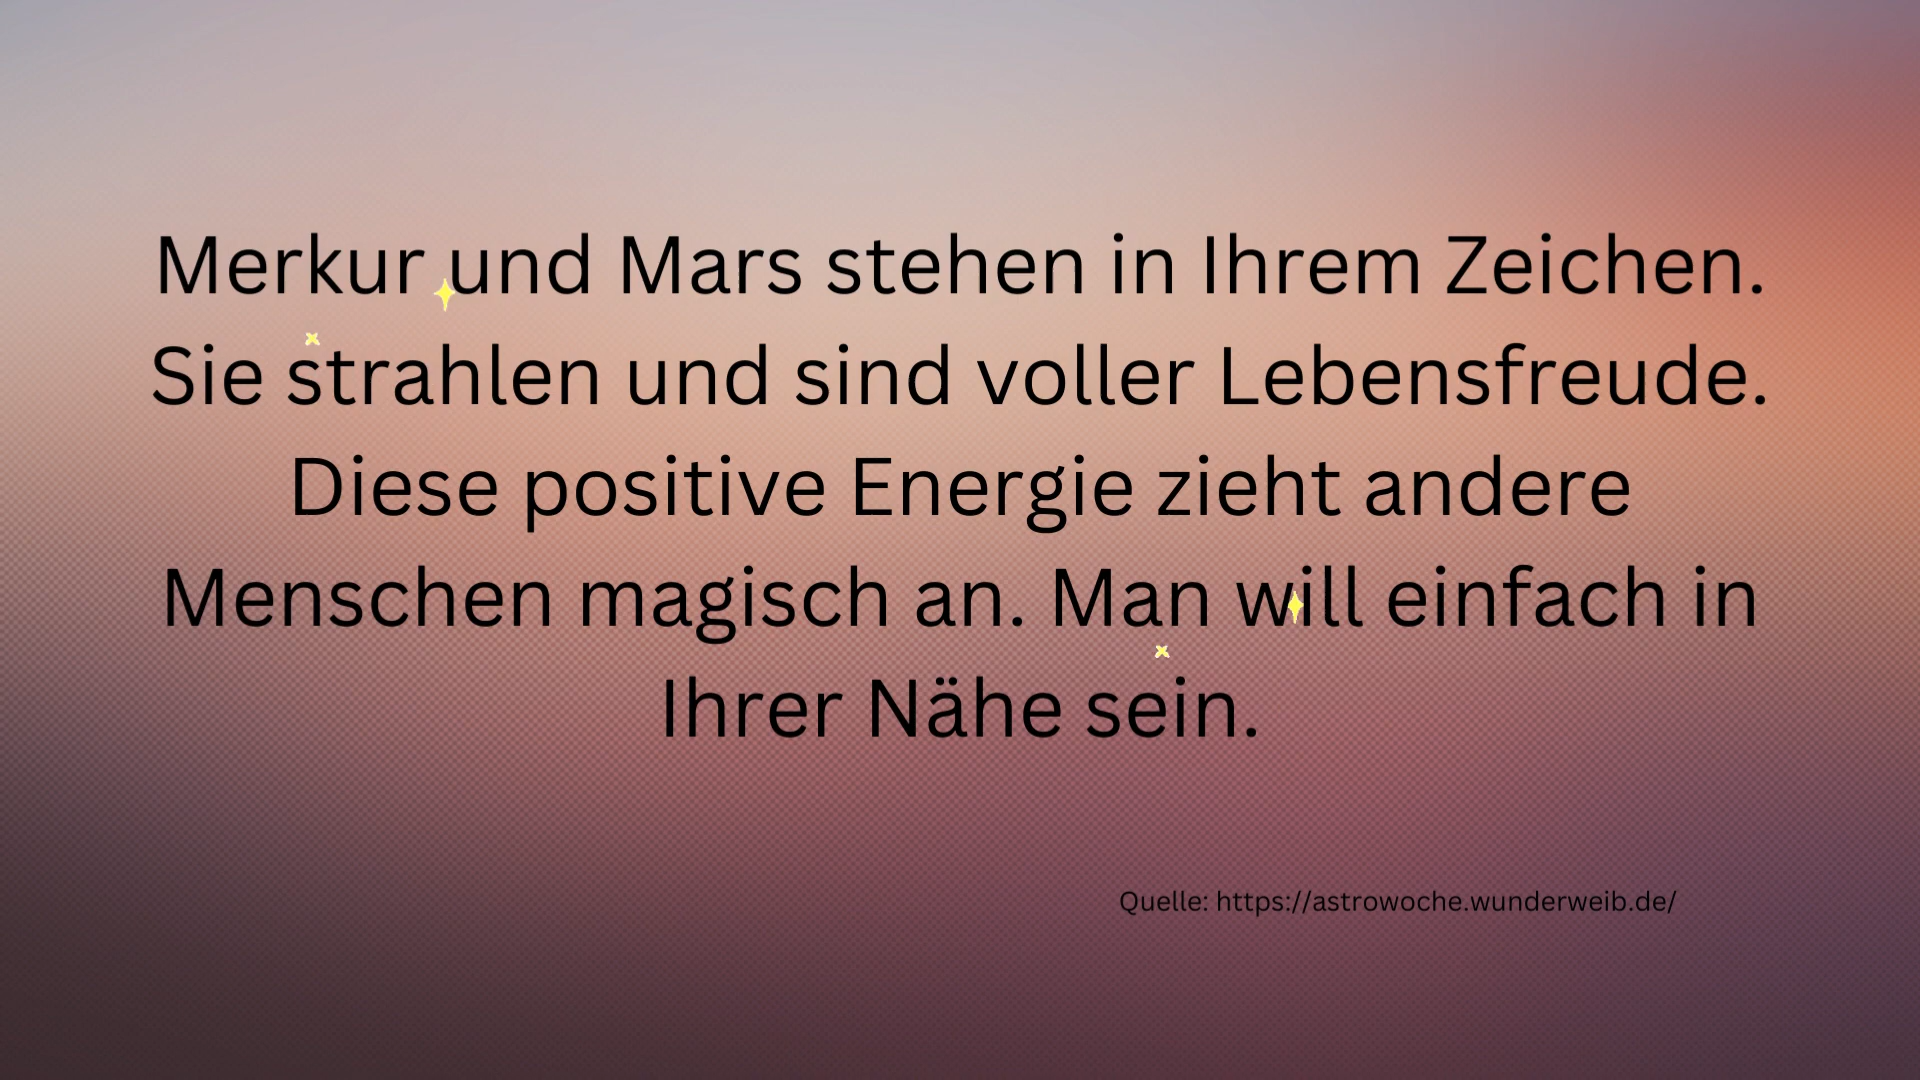 Merkur und Mars stehen in Ihrem Zeichen.
Sie strahlen und sind voller Lebensfreude.
Diese positive Energie zieht andere
Menschen magisch an. Man will einfach in
Ihrer Nähe sein.
Quelle: https://astrowoche.wunderweib.de/